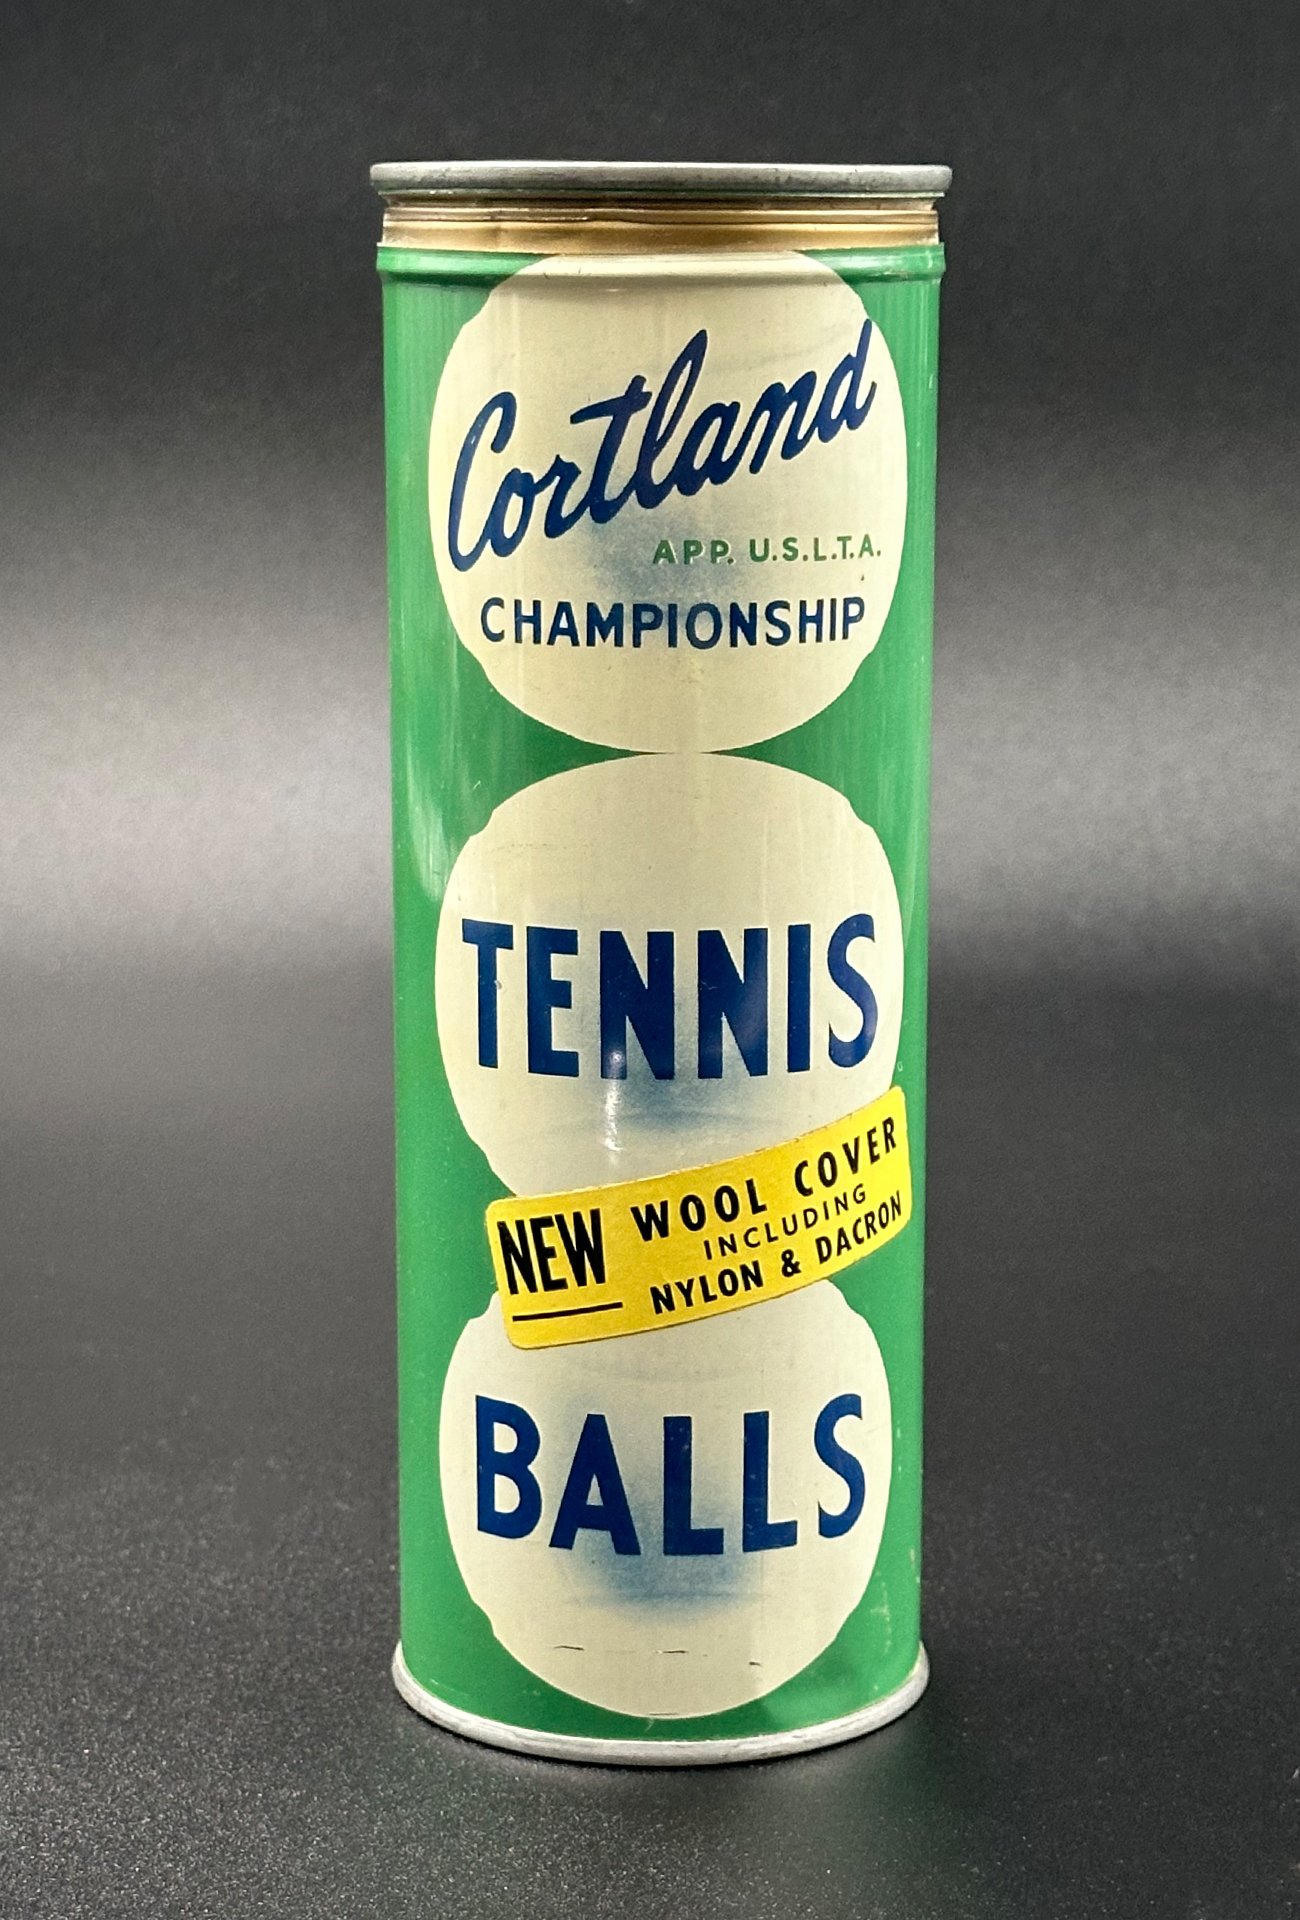 Cortland
APP. U.S.L.T.A.
CHAMPIONSHIP
TENNIS
NEW WOOL COVER
INCLUDING
NYLON & DACRON
BALLS